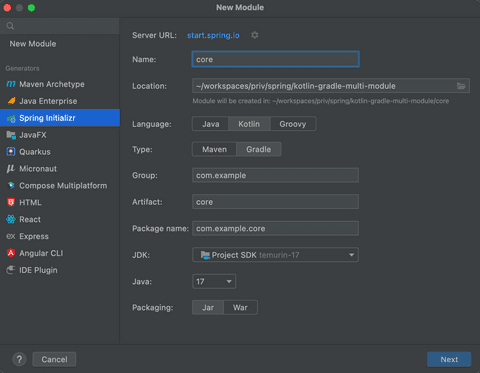 New Module
New Module
Generators
Maven Archetype
Java Enterprise
Spring Initializr
JavaFX
Quarkus
Micronaut
Compose Multiplatform
HTML
React
ex Express
Angular CLI
IDE Plugin
Server URL: start.spring.io
Name: core
Location: ~/workspaces/priv/spring/kotlin-gradle-multi-module
Module will be created in: ~/workspaces/priv/spring/kotlin-gradle-multi-module/core
Language: Java Kotlin Groovy
Type: Maven Gradle
Group: com.example
Artifact: core
Package name: com.example.core
JDK: Project SDK temurin-17
Java: 17
Packaging: Jar War
? Cancel Next